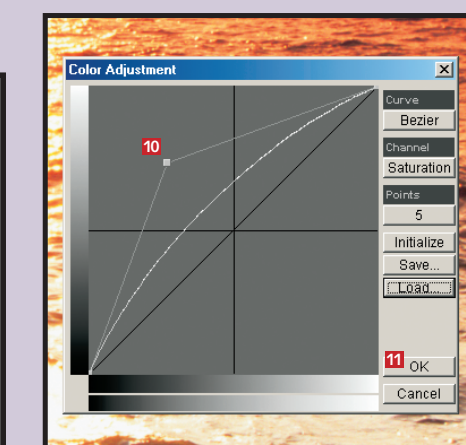 Color Adjustment
Curve
Bezier
10
Channel
Saturation
Points
5
Initialize
Save...
Load...
11
OK
Cancel